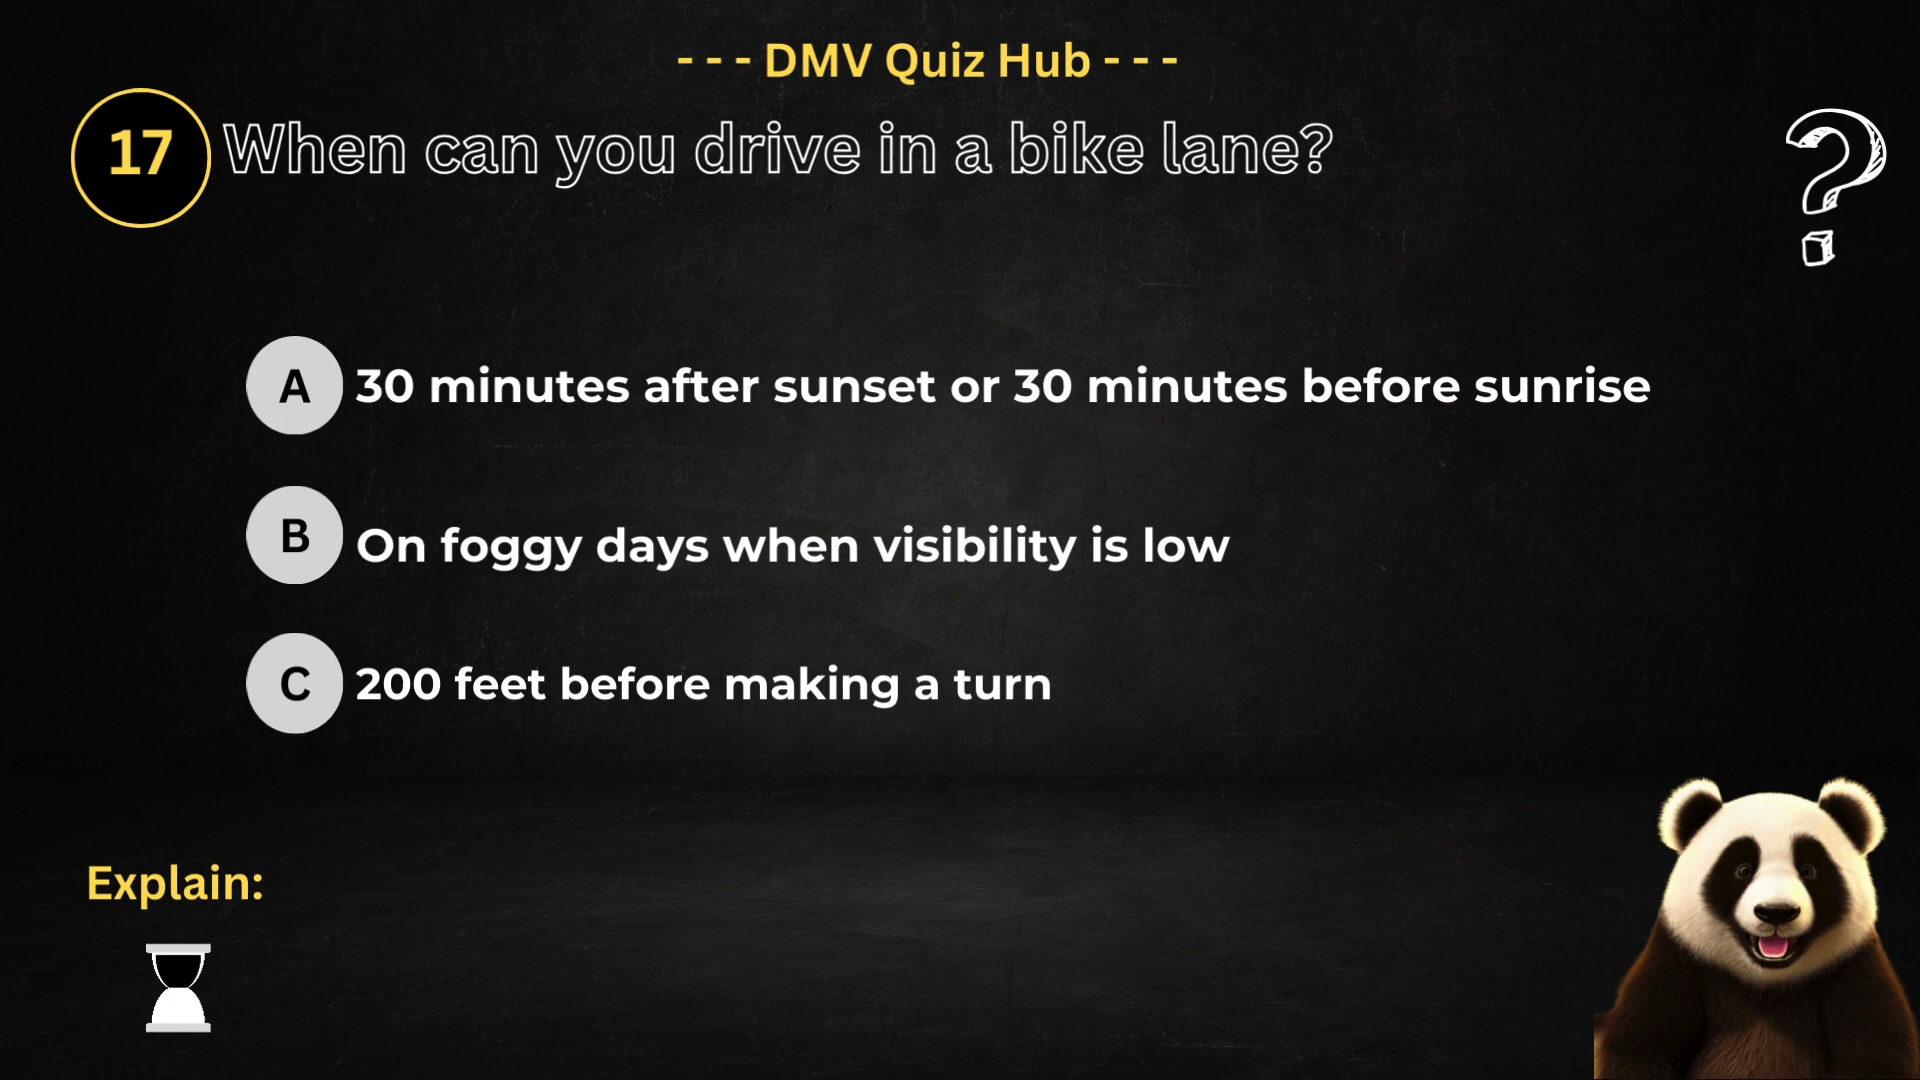 - - - DMV Quiz Hub - - -
17 When can you drive in a bike lane?
?
A 30 minutes after sunset or 30 minutes before sunrise
B On foggy days when visibility is low
C 200 feet before making a turn
Explain: